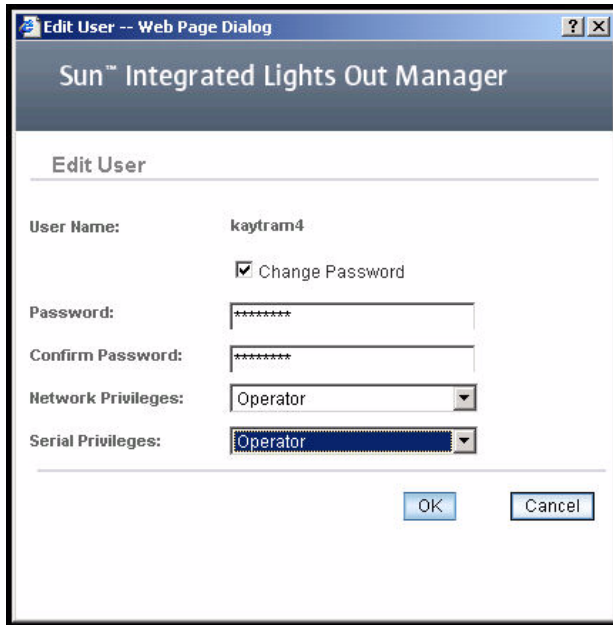 Edit User -- Web Page Dialog
Sun™ Integrated Lights Out Manager
Edit User
User Name: kaytram4
Change Password
Password: ********
Confirm Password: ********
Network Privileges: Operator
Serial Privileges: Operator
OK Cancel